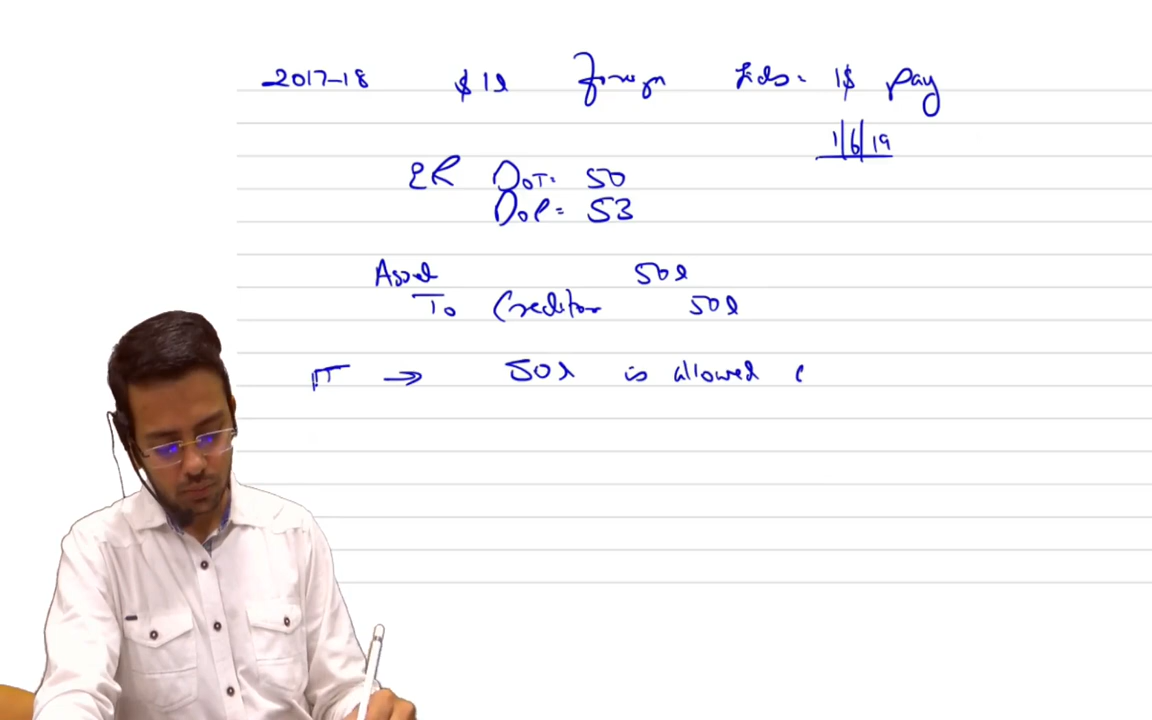 2017-18 $1l Foreign 1$ pay
1/6/19
ER DOT= 50
DOP= 53
Asset 50l
To Creditor 50l
IT → 50l is allowed (